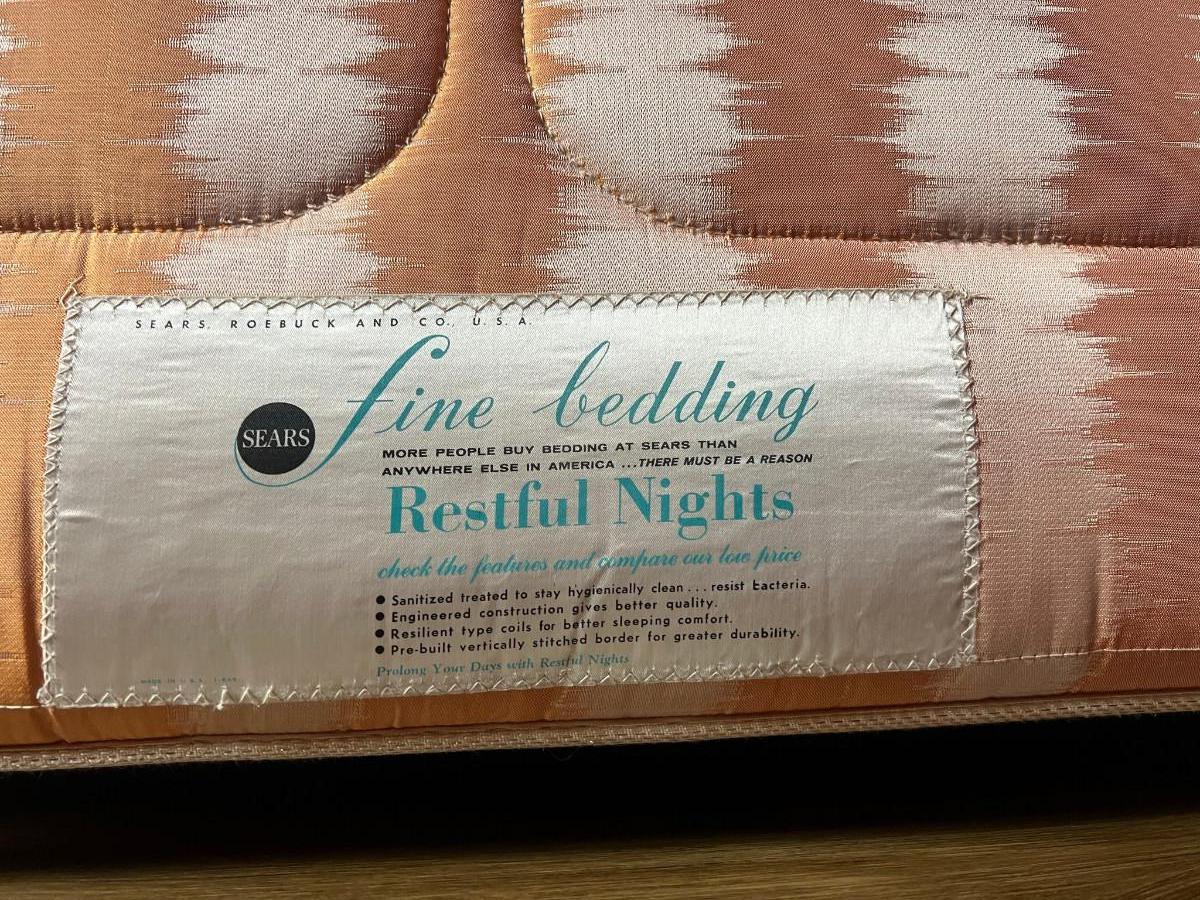 SEARS, ROEBUCK AND CO., U.S.A.
fine bedding
SEARS
MORE PEOPLE BUY BEDDING AT SEARS THAN
ANYWHERE ELSE IN AMERICA ...THERE MUST BE A REASON
Restful Nights
check the features and compare our low price
● Sanitized treated to stay hygienically clean . . . resist bacteria.
● Engineered construction gives better quality.
● Resilient type coils for better sleeping comfort.
● Pre-built vertically stitched border for greater durability.
Prolong Your Days with Restful Nights
MADE IN U.S.A.